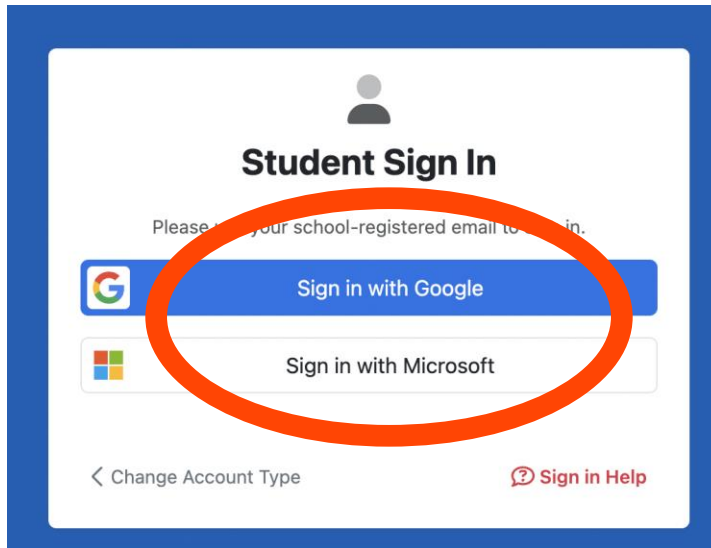 Student Sign In
Please your school-registered email to in.
Sign in with Google
Sign in with Microsoft
Change Account Type
Sign in Help